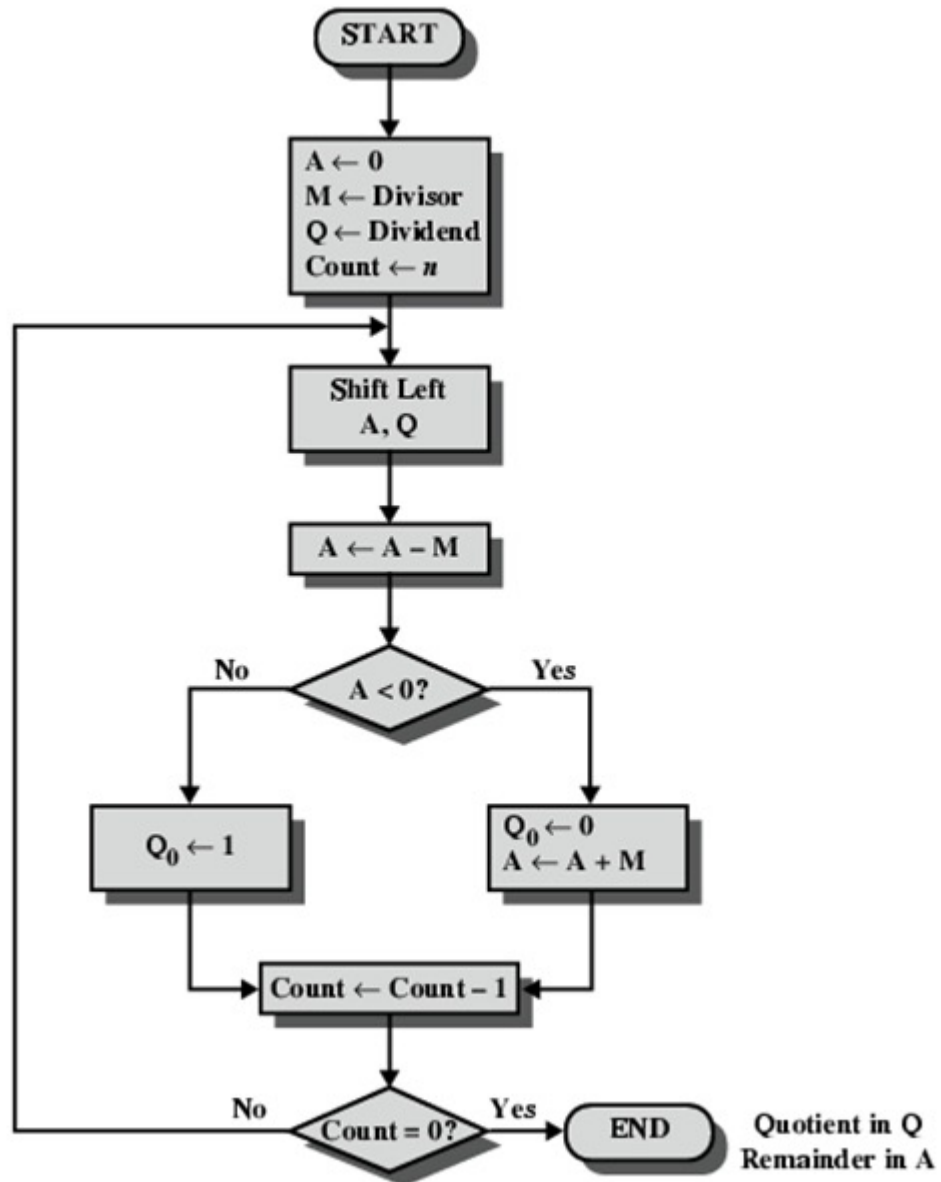 START
A ← 0
M ← Divisor
Q ← Dividend
Count ← n
Shift Left
A, Q
A ← A – M
No
Yes
A < 0?
Q₀ ← 1
Q₀ ← 0
A ← A + M
Count ← Count – 1
No
Yes
Count = 0?
END
Quotient in Q
Remainder in A